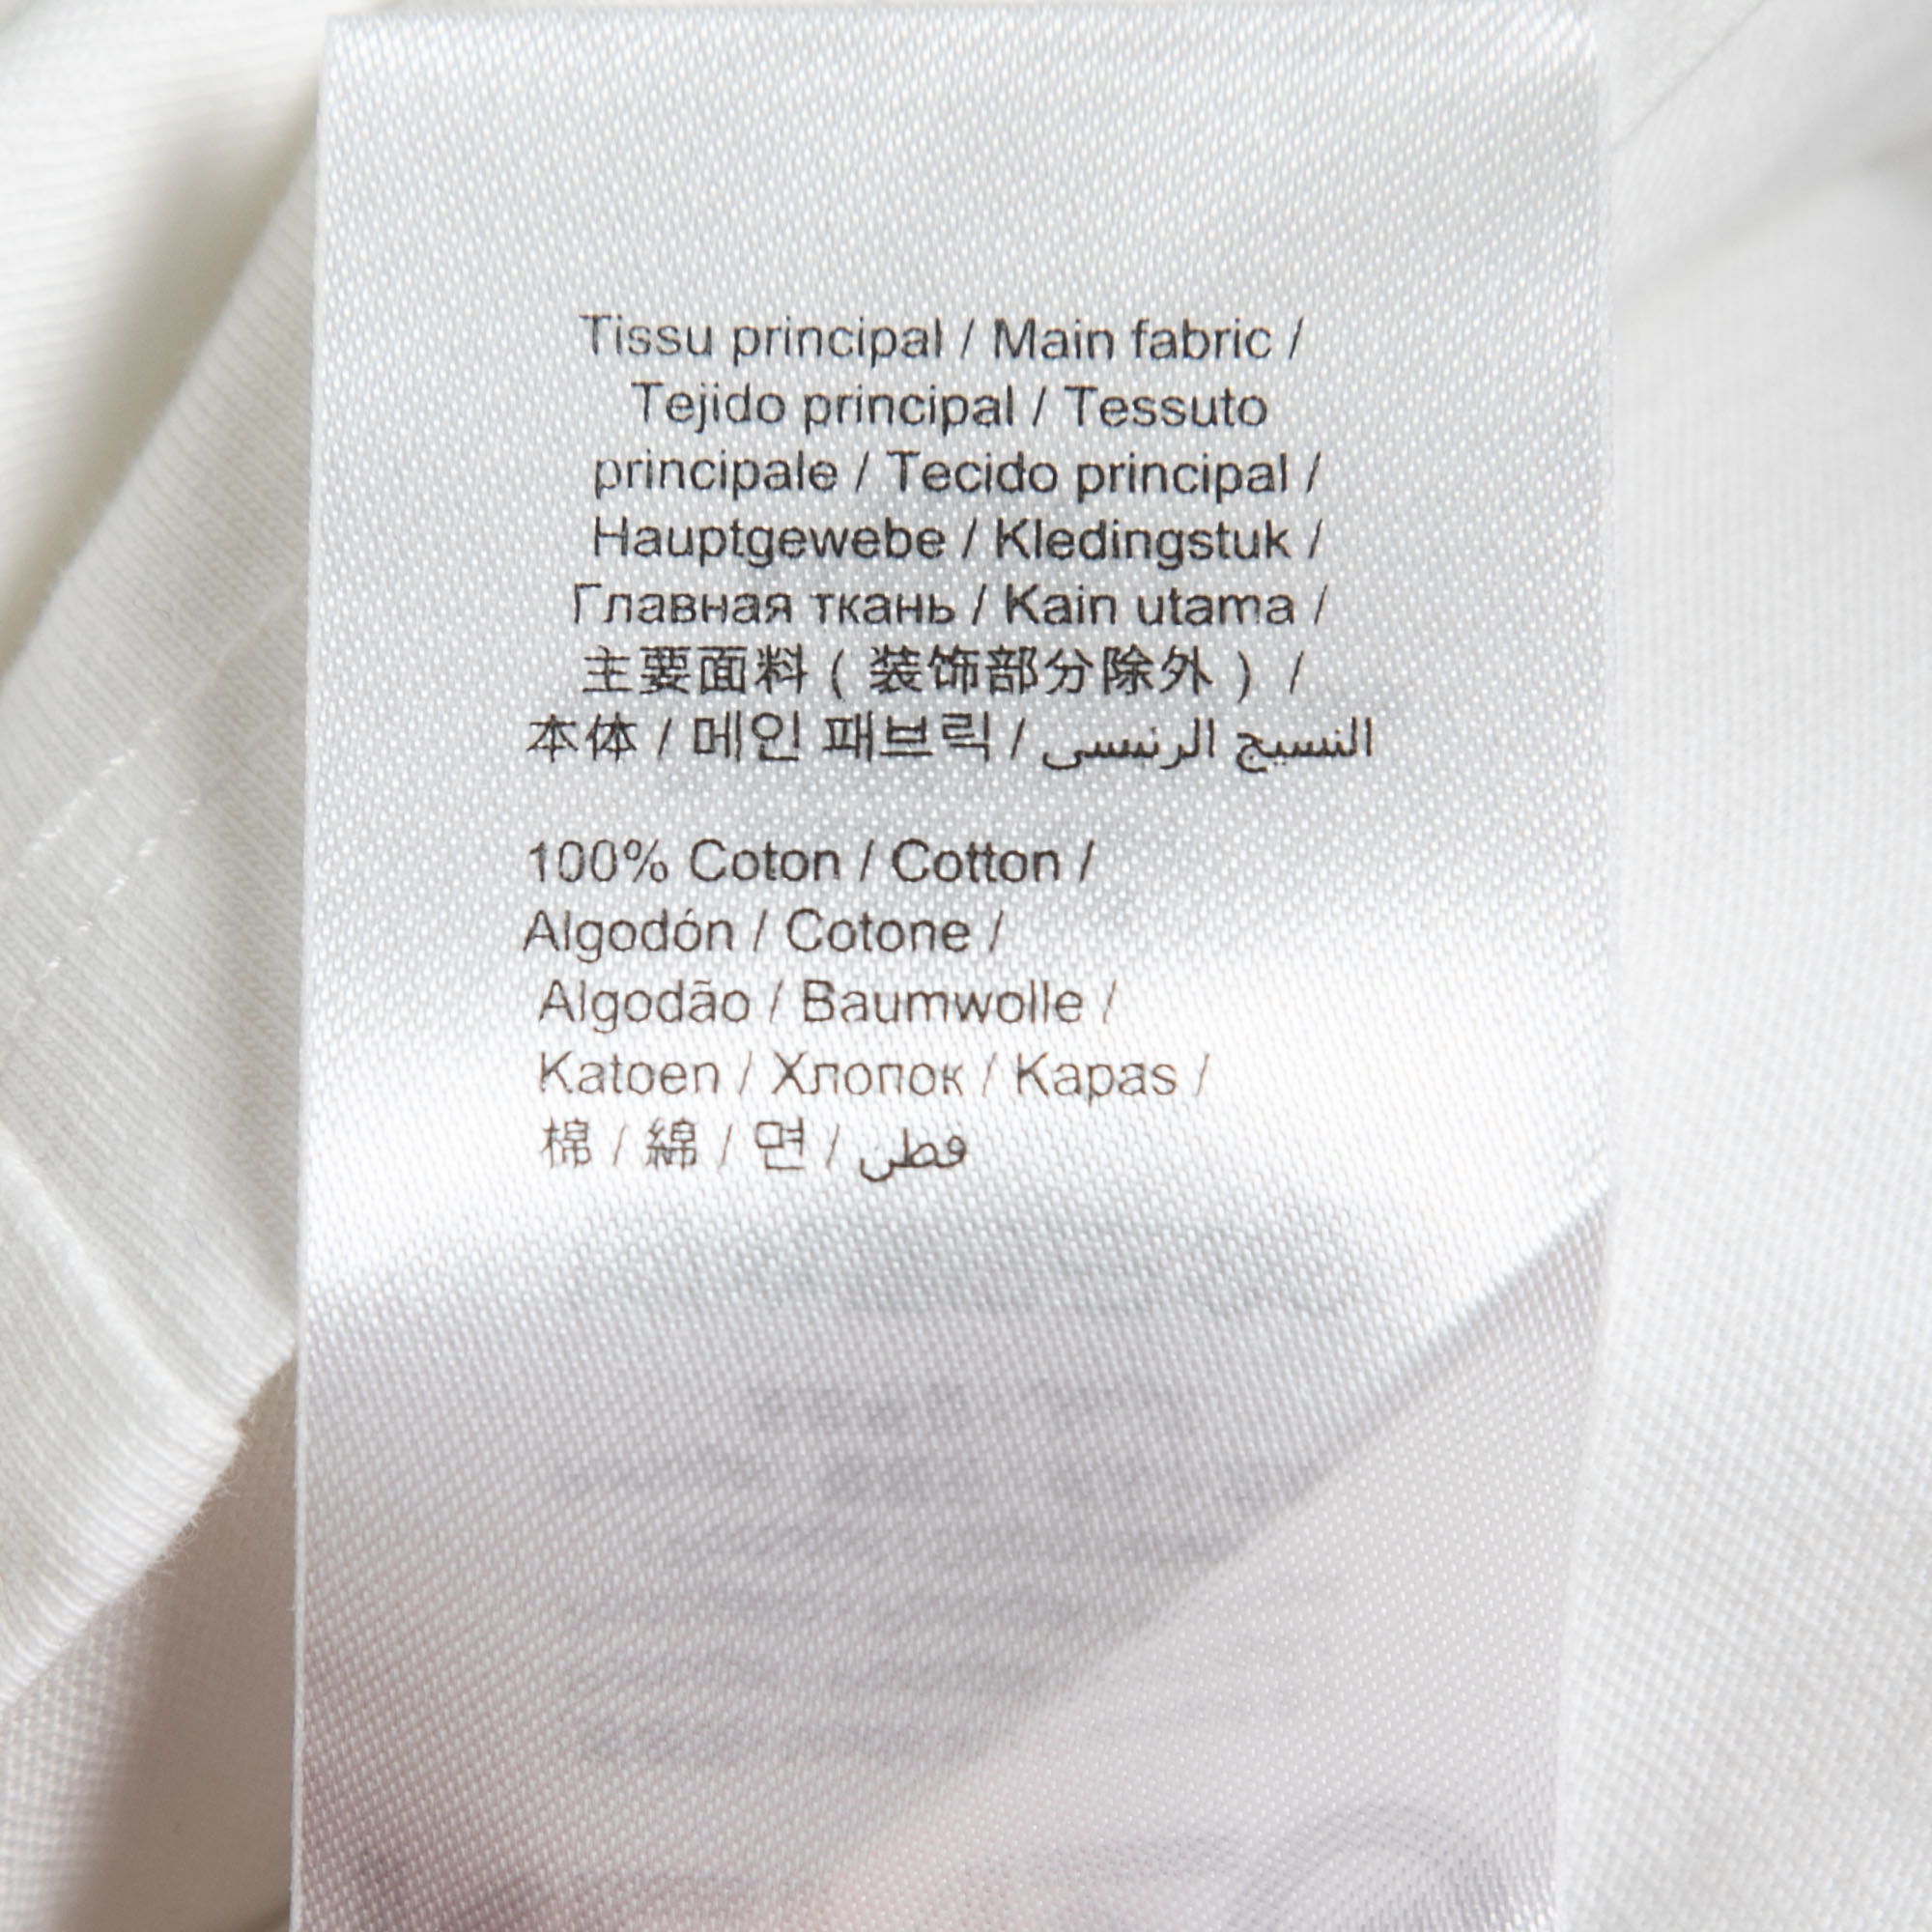 Tissu principal / Main fabric /
Tejido principal / Tessuto
principale / Tecido principal /
Hauptgewebe / Kledingstuk /
Главная ткань / Kain utama /
主要面料 ( 装饰部分除外 ) /
本体 / 메인 패브릭 / النسيج الرئيسى
100% Coton / Cotton /
Algodón / Cotone /
Algodão / Baumwolle /
Katoen / Хлопок / Kapas /
棉 / 綿 / 면 / قطن